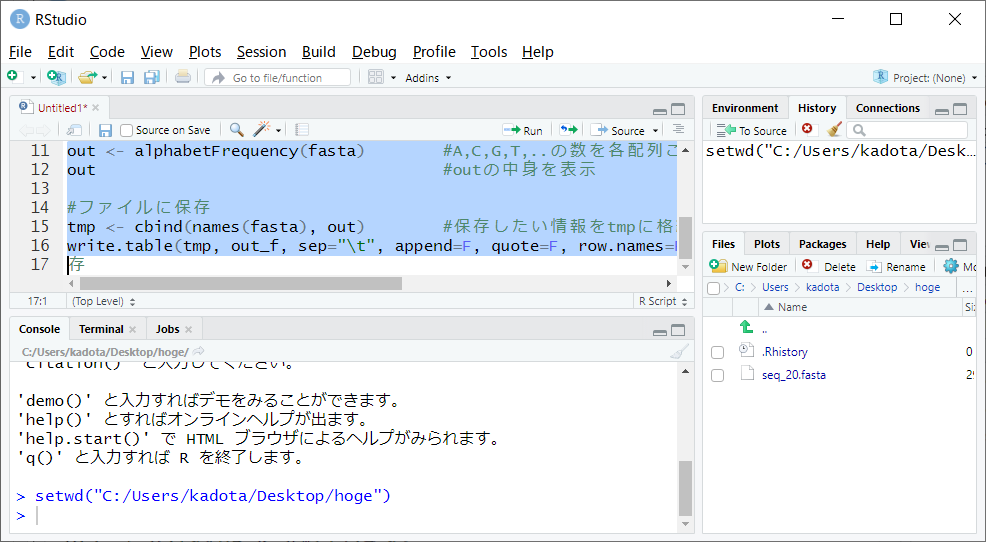 RStudio
File Edit Code View Plots Session Build Debug Profile Tools Help
Go to file/function Addins Project: (None)
Untitled1*
Source on Save Run Source
11 out <- alphabetFrequency(fasta) #A,C,G,T,..の数を各配列ご
12 out #outの中身を表示
13
14 #ファイルに保存
15 tmp <- cbind(names(fasta), out) #保存したい情報をtmpに格
16 write.table(tmp, out_f, sep="\t", append=F, quote=F, row.names=
17 存
17:1 (Top Level) R Script
Console Terminal Jobs
C:/Users/kadota/Desktop/hoge/
'citation()' と入力してください。
'demo()' と入力すればデモをみることができます。
'help()' とすればオンラインヘルプが出ます。
'help.start()' で HTML ブラウザによるヘルプがみられます。
'q()' と入力すれば R を終了します。
> setwd("C:/Users/kadota/Desktop/hoge")
>
Environment History Connections
To Source
setwd("C:/Users/kadota/Desk…
Files Plots Packages Help
New Folder Delete Rename
C: Users kadota Desktop hoge ...
Name
..
.Rhistory 0
seq_20.fasta